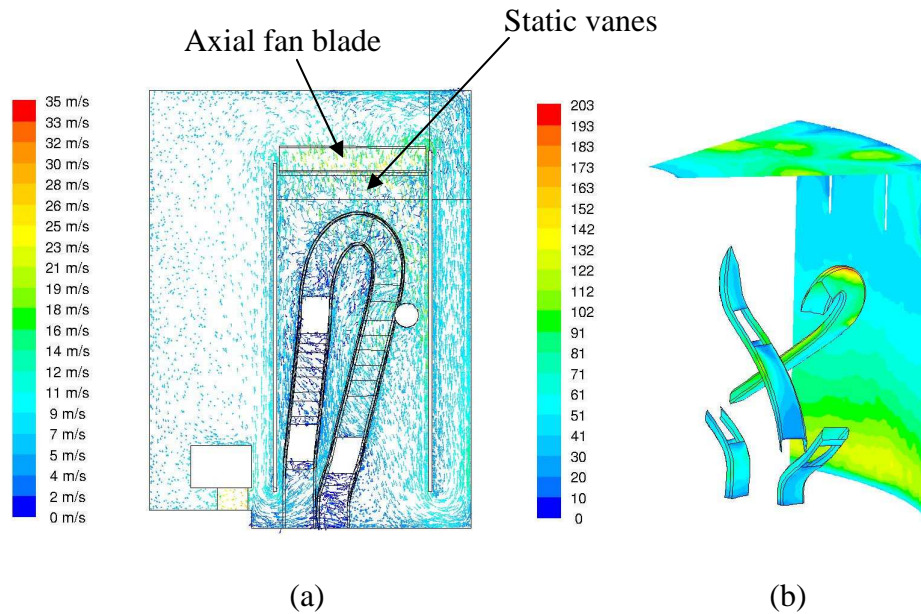 Axial fan blade
Static vanes
35 m/s
33 m/s
32 m/s
30 m/s
28 m/s
26 m/s
25 m/s
23 m/s
21 m/s
19 m/s
18 m/s
16 m/s
14 m/s
12 m/s
11 m/s
9 m/s
7 m/s
5 m/s
4 m/s
2 m/s
0 m/s
203
193
183
173
163
152
142
132
122
112
102
91
81
71
61
51
41
30
20
10
0
(a)
(b)